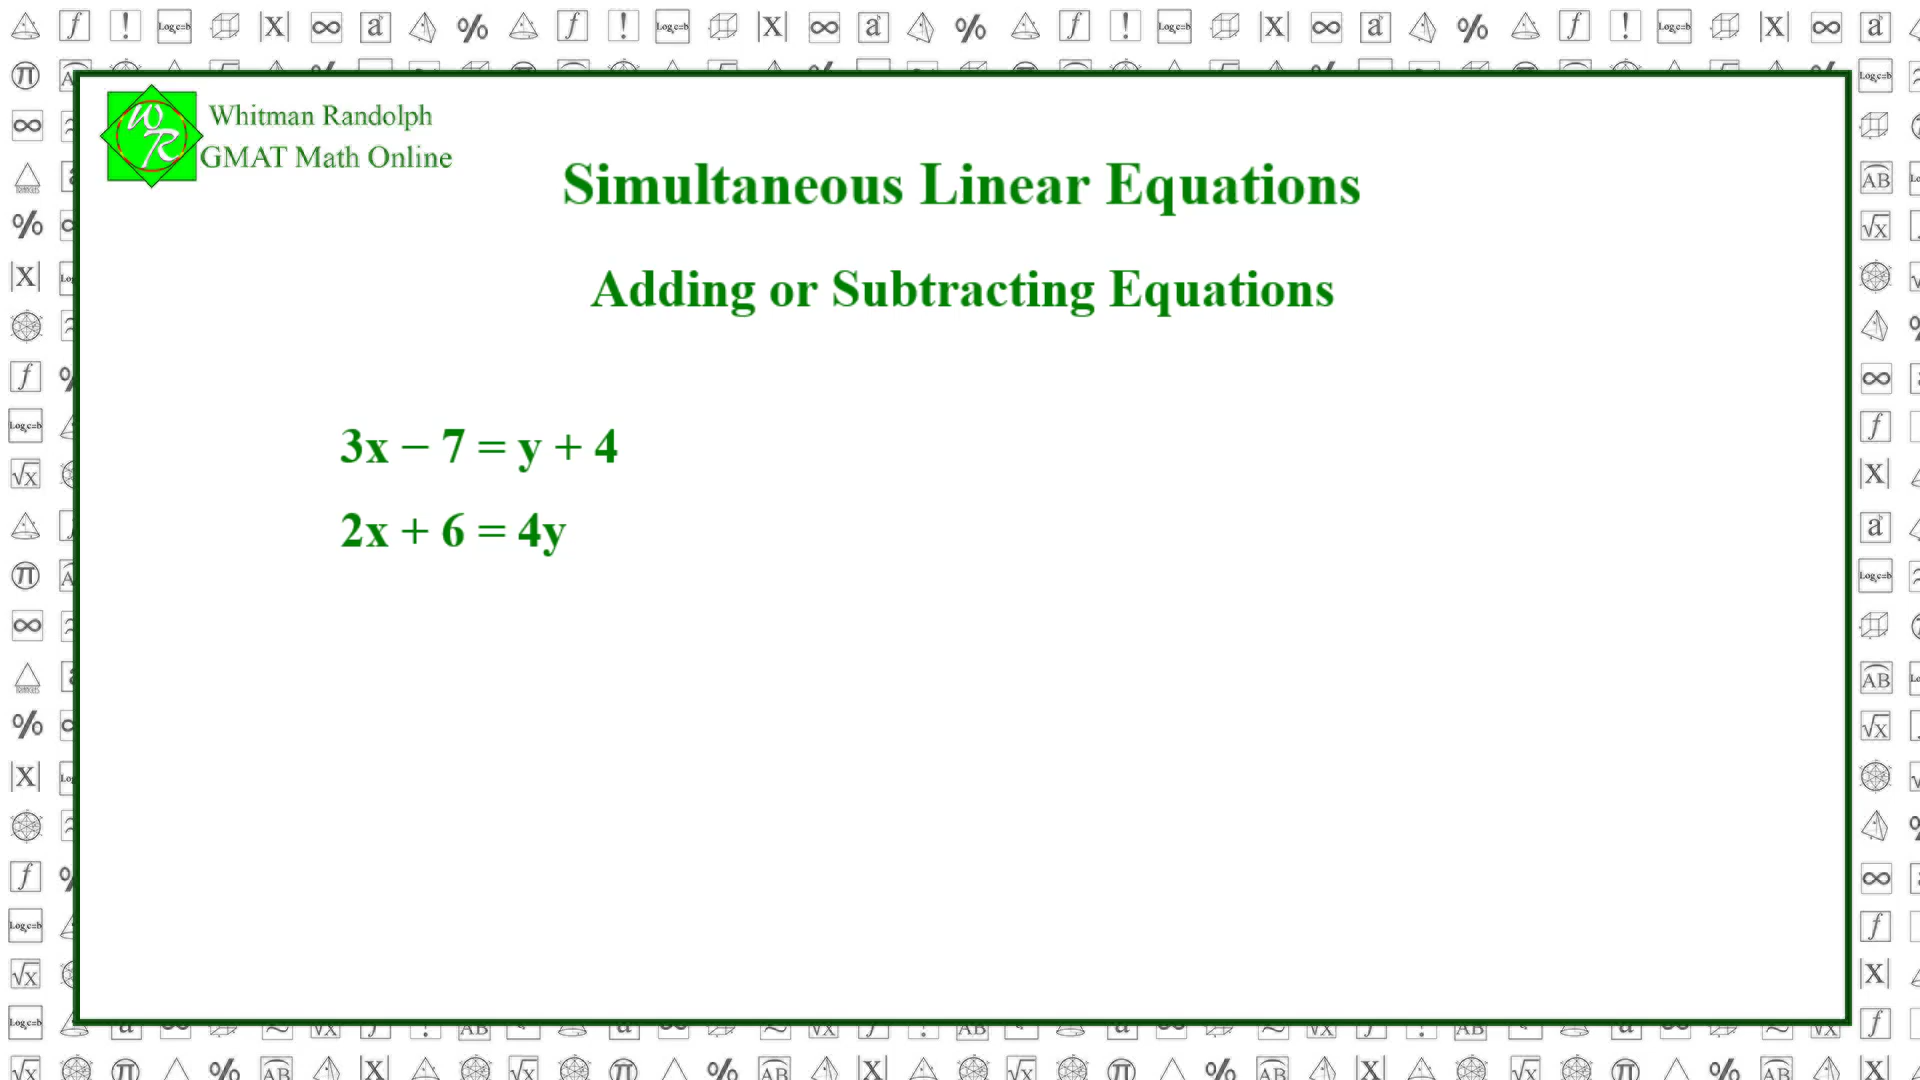 Whitman Randolph
GMAT Math Online
Simultaneous Linear Equations
Adding or Subtracting Equations
3x − 7 = y + 4
2x + 6 = 4y